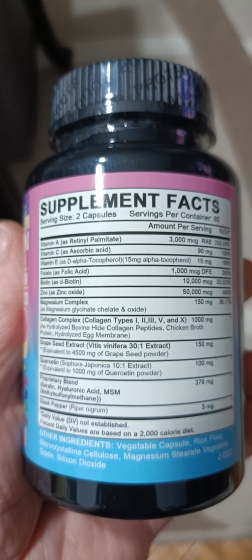 SUPPLEMENT FACTS
Serving Size: 2 Capsules Servings Per Container: 60
Amount Per Serving
Vitamin A (as Retinyl Palmitate) 3,000 mcg RAE
Vitamin C (as Ascorbic acid) 90 mg
Vitamin E (as D-alpha-Tocopherol)(15mg alpha-tocopherol) 15 mg
Folate (as Folic Acid) 1,000 mcg DFE
Biotin (as d-Biotin) 10,000 mcg
Zinc (as Zinc oxide) 50,000 mcg
Magnesium Complex 150 mg
(as Magnesium glycinate chelate & oxide)
Collagen Complex (Collagen Types I, II,III, V, and X) 1000 mg
As Hydrolyzed Bovine Hide Collagen Peptides, Chicken Broth
Protein, Hydrolyzed Egg Membrane)
Grape Seed Extract (Vitis vinifera 30:1 Extract) 150 mg
*Equivalent to 4500 mg of Grape Seed powder)
Quercetin (Sophora Japonica 10:1 Extract) 100 mg
*Equivalent to 1000 mg of Quercetin powder)
Proprietary Blend 376 mg
(Keratin, Hyaluronic Acid, MSM
(Methylsulfonylmethane))
Black Pepper (Piper nigrum) 5 mg
*Daily Value (DV) not established.
Percent Daily Values are based on a 2,000 calorie diet.
OTHER INGREDIENTS: Vegetable Capsule, Rice Flour,
Microcrystalline Cellulose, Magnesium Stearate Vegetable
Grade, Silicon Dioxide